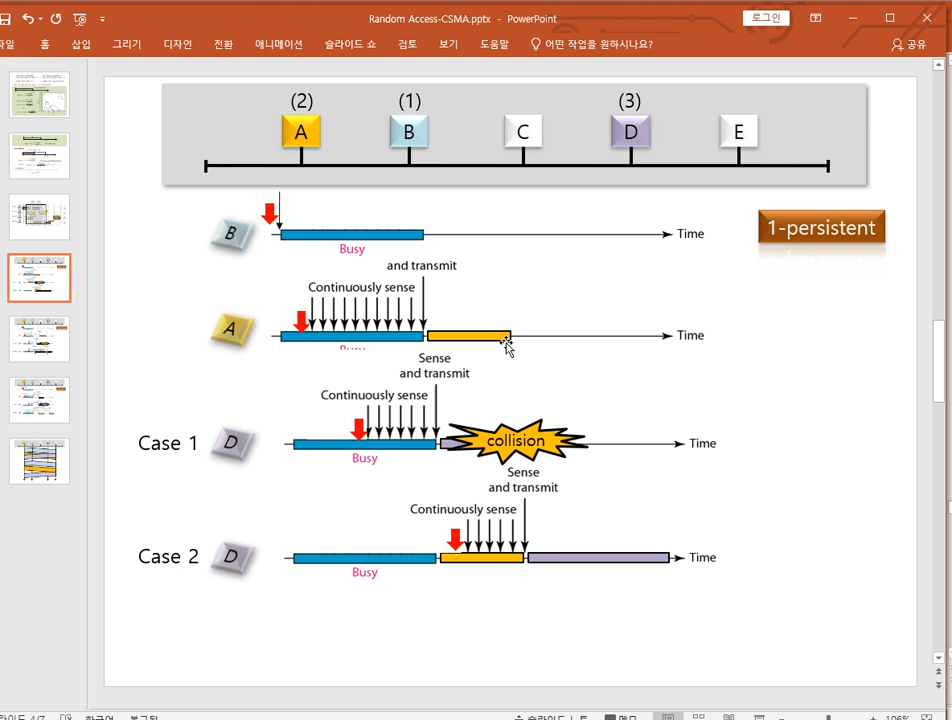 Random Access-CSMA.pptx - PowerPoint
로그인
파일 홈 삽입 그리기 디자인 전환 애니메이션 슬라이드 쇼 검토 보기 도움말 어떤 작업을 원하시나요? 공유
(2) (1) (3)
A B C D E
B
Time
1-persistent
Busy
and transmit
Continuously sense
A
Time
Sense
and transmit
Continuously sense
Case 1 D
collision
Time
Busy
Sense
and transmit
Continuously sense
Case 2 D
Time
Busy
106%